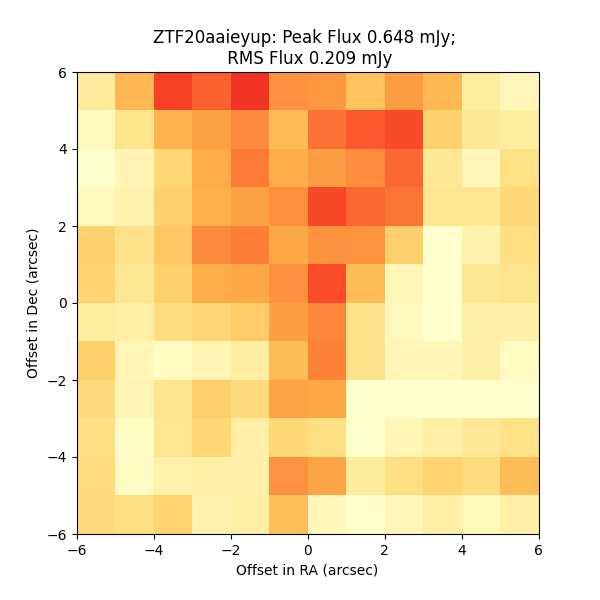 ZTF20aaieyup: Peak Flux 0.648 mJy;
RMS Flux 0.209 mJy
6
4
2
0
−2
−4
−6
Offset in Dec (arcsec)
−6 −4 −2 0 2 4 6
Offset in RA (arcsec)